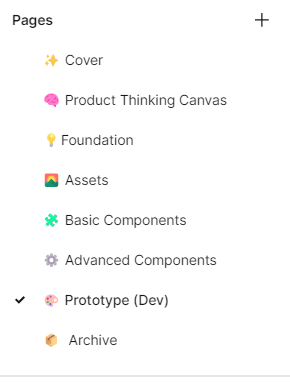 Pages
✨ Cover
🧠 Product Thinking Canvas
💡Foundation
🌄 Assets
🧩 Basic Components
⚙️ Advanced Components
🎨 Prototype (Dev)
📦 Archive